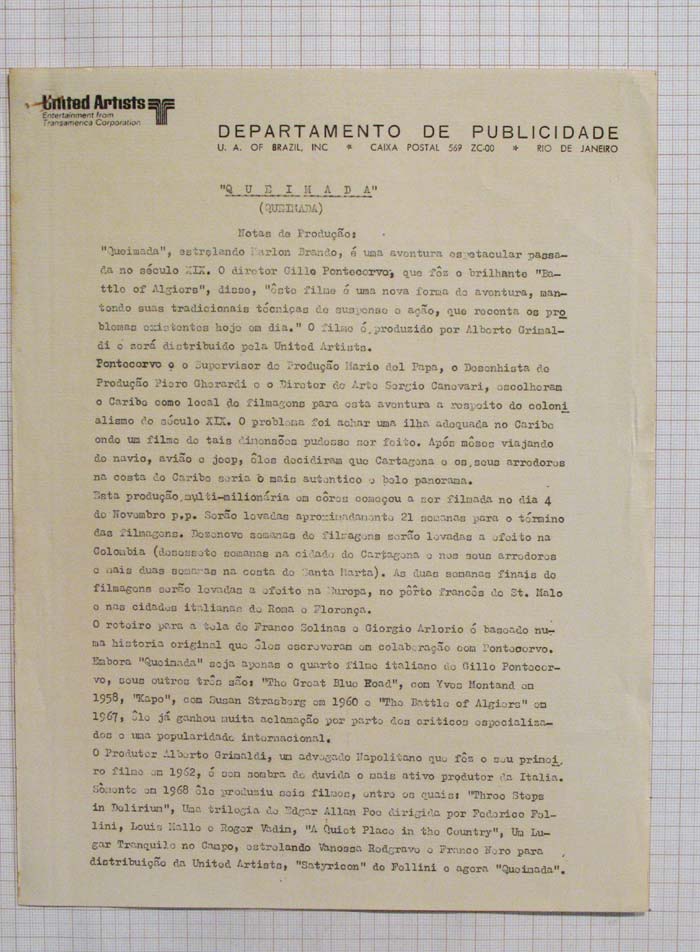 United Artists
Entertainment from
Transamerica Corporation
DEPARTAMENTO DE PUBLICIDADE
U. A. OF BRAZIL, INC * CAIXA POSTAL 569 ZC-00 * RIO DE JANEIRO
"Q U E I M A D A"
(QUEIMADA)
Notas de Produção:
"Queimada", estrelando Marlon Brando, é uma aventura espetacular passa-
da no século XIX. O diretor Gillo Pontecorvo, que fêz o brilhante "Ba-
ttle of Algiers", disse, "êste filme é uma nova forma de aventura, man-
tendo suas tradicionais técnicas de suspense e ação, que recenta os pro
blemas existentes hoje em dia." O filme é produzido por Alberto Grimal-
di e será distribuido pela United Artists.
Pontecorvo e o Supervisor de Produção Mario del Papa, o Desenhista de
Produção Piero Gherardi e o Diretor de Arte Sergio Canevari, escolheram
o Caribe como local de filmagens para esta aventura a respeito do coloni
alismo do século XIX. O problema foi achar uma ilha adequada no Caribe
onde um filme de tais dimensões pudesse ser feito. Após mêses viajando
de navio, avião e jeep, êles decidiram que Cartagena e os seus arredores
na costa do Caribe seria o mais autentico e belo panorama.
Esta produção multi-milionária em côres começou a ser filmada no dia 4
de Novembro p.p. Serão levadas aproximadamente 21 semanas para o término
das filmagens. Dezenove semanas de filmagens serão levadas a efeito na
Colombia (dessossete semanas na cidade de Cartagena e nos seus arredores
e mais duas semanas na costa de Santa Marta). As duas semanas finais de
filmagens serão levadas a efeito na Europa, no pôrto francês de St. Malo
e nas cidades italianas de Roma e Florença.
O roteiro para a tela de Franco Solinas e Giorgio Arlorio é baseado nu-
ma historia original que êles escreveram em colaboração com Pontecorvo.
Embora "Queimada" seja apenas o quarto filme italiano de Gillo Pontecor-
vo, seus outros três são: "The Great Blue Road", com Yves Montand em
1958, "Kapo", com Susan Strasberg em 1960 e "The Battle of Algiers" em
1967, êle já ganhou muita aclamação por parte dos criticos especializa-
dos e uma popularidade internacional.
O Produtor Alberto Grimaldi, um advogado Napolitano que fêz o seu primei
ro filme em 1962, é sem sombra de duvida o mais ativo produtor da Italia.
Sòmente em 1968 êle produziu seis filmes, entre os quais: "Three Steps
in Delirium", Uma trilogia de Edgar Allan Poe dirigida por Federico Fel-
lini, Louis Malle e Roger Vadim, "A Quiet Place in the Country", Um Lu-
gar Tranquilo no Campo, estrelando Vanessa Redgrave e Franco Nero para
distribuição da United Artists, "Satyricon" de Fellini e agora "Queimada".